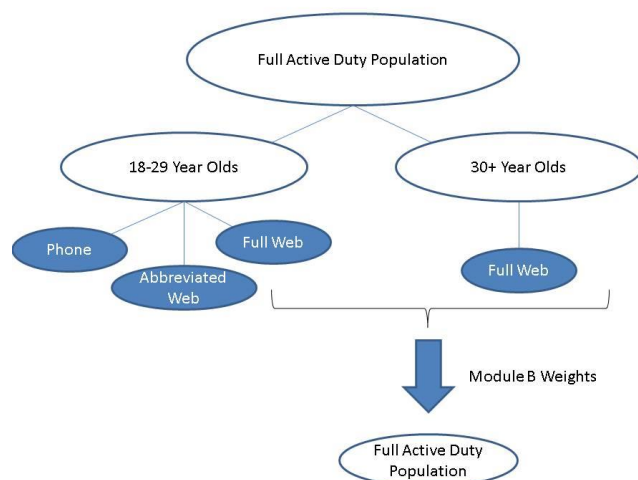 Full Active Duty Population
18-29 Year Olds
30+ Year Olds
Phone
Abbreviated
Web
Full Web
Full Web
Module B Weights
Full Active Duty
Population